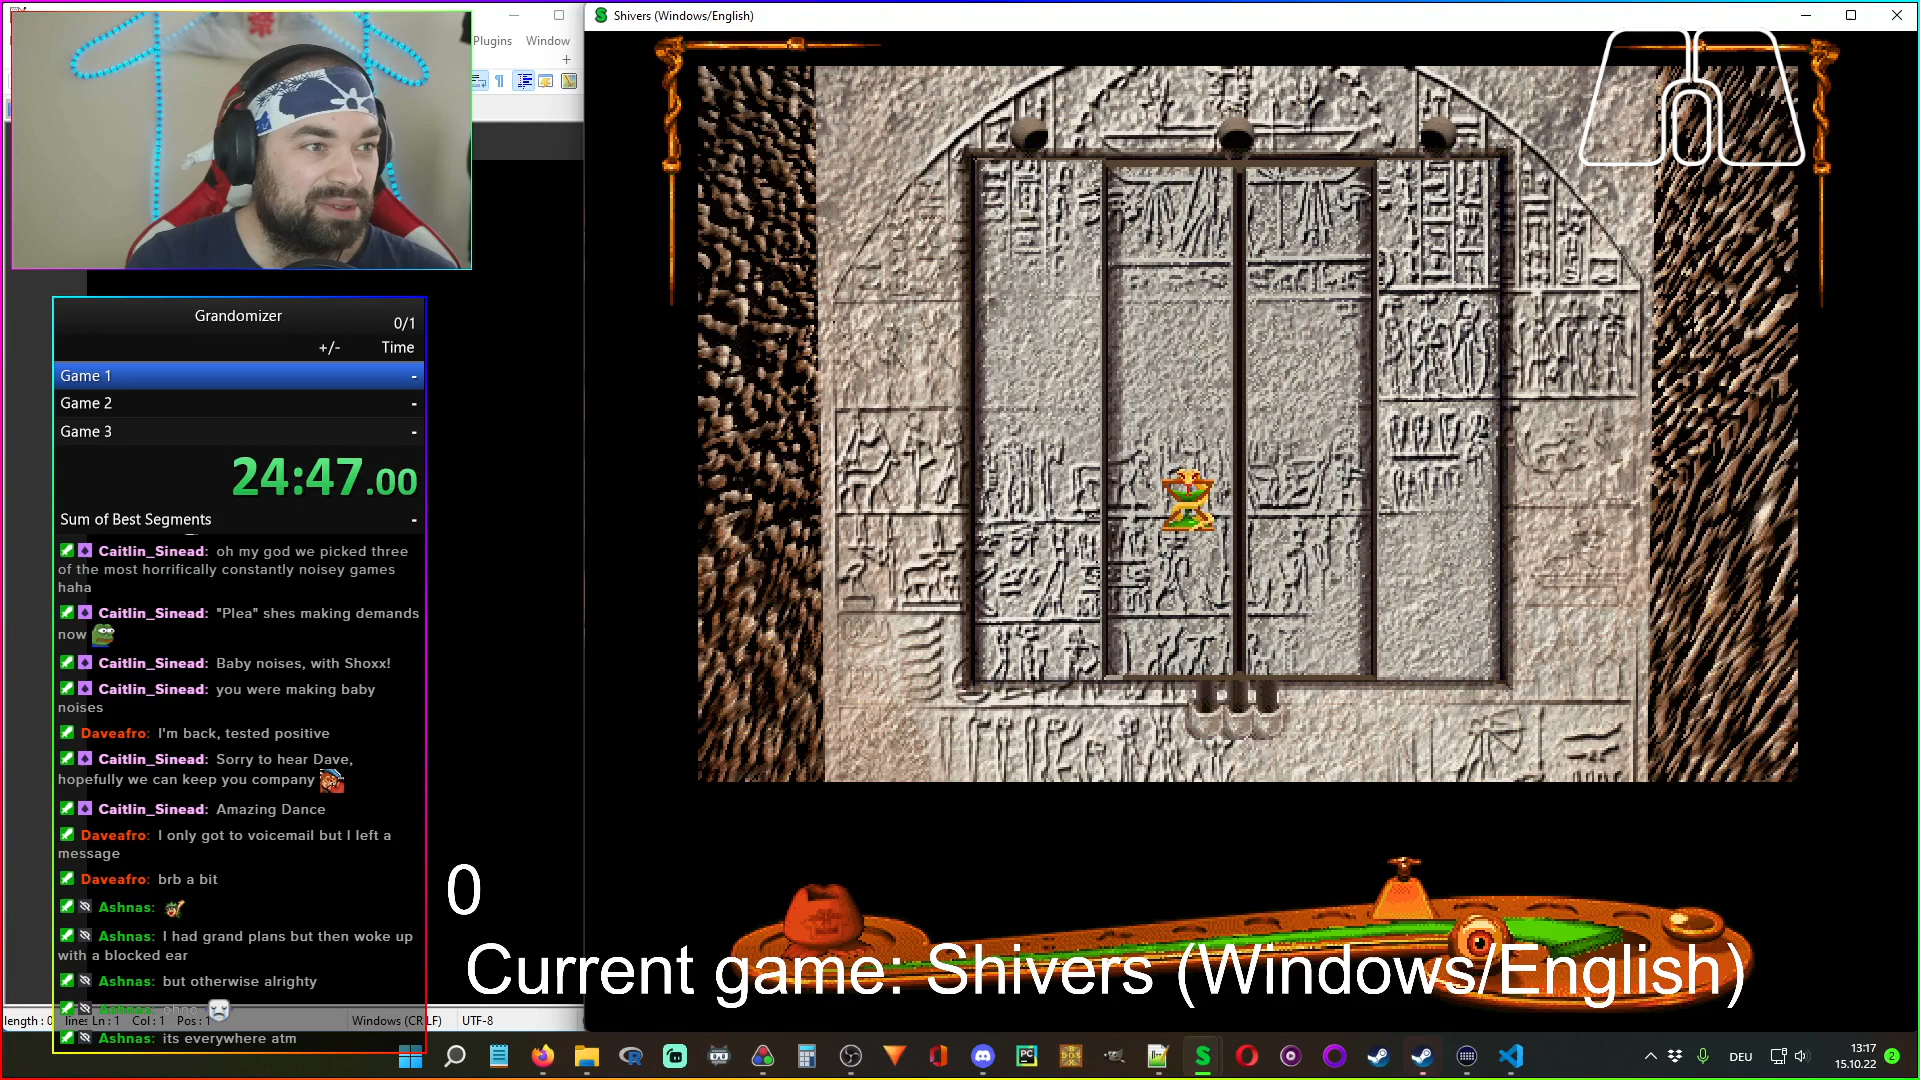 Plugins Window
Shivers (Windows/English)
Grandomizer
0/1
+/- Time
Game 1 -
Game 2 -
Game 3 -
24:47.00
Sum of Best Segments -
Caitlin_Sinead: oh my god we picked three
of the most horrifically constantly noisey games
haha
Caitlin_Sinead: "Plea" shes making demands
now
Caitlin_Sinead: Baby noises, with Shoxx!
Caitlin_Sinead: you were making baby
noises
Daveafro: I'm back, tested positive
Caitlin_Sinead: Sorry to hear Dave,
hopefully we can keep you company
Caitlin_Sinead: Amazing Dance
Daveafro: I only got to voicemail but I left a
message
Daveafro: brb a bit
Ashnas:
Ashnas: I had grand plans but then woke up
with a blocked ear
Ashnas: but otherwise alrighty
Ashnas: ohno
Ashnas: its everywhere atm
0
Current game: Shivers (Windows/English)
length : 0 lines Ln : 1 Col : 1 Pos : 1 Windows (CR LF) UTF-8
DEU
13:17
15.10.22
2